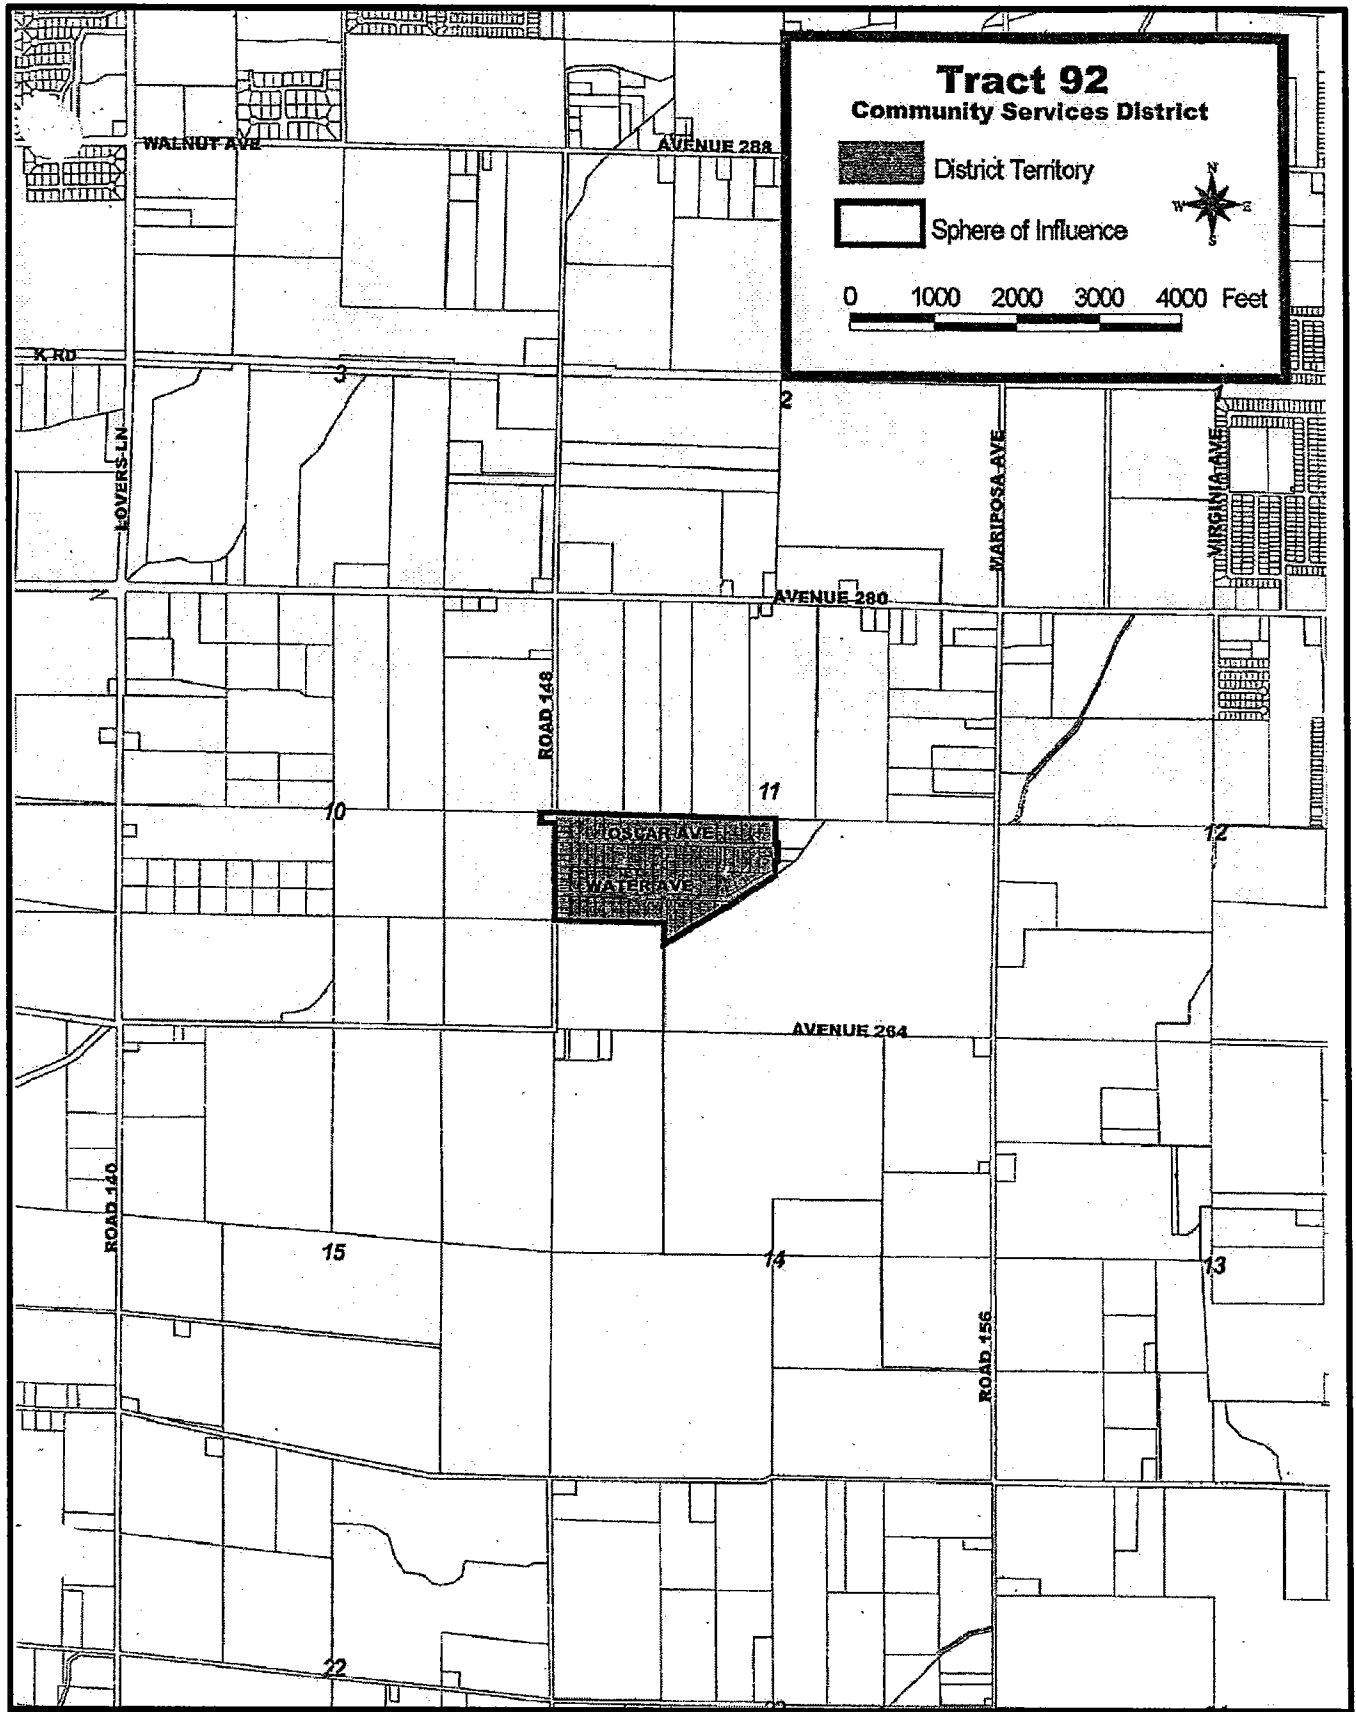 Tract 92
Community Services District
District Territory
Sphere of Influence
N
W E
S
0 1000 2000 3000 4000 Feet
WALNUT AVE
AVENUE 288
K RD
3
2
1
LOVERS LN
MARIPOSA AVE
VIRGINIA AVE
AVENUE 280
ROAD 148
11
10
12
OSCAR AVE
WATER AVE
AVENUE 264
ROAD 140
15
14
13
ROAD 156
22
23